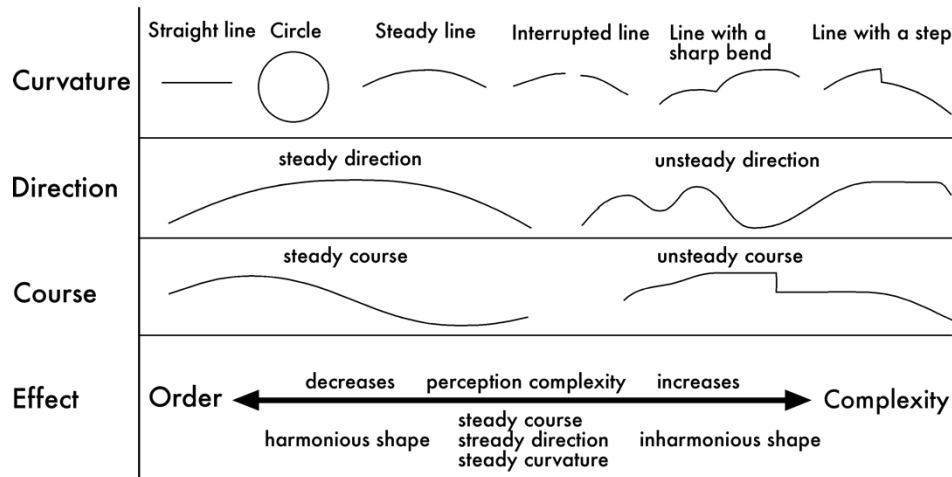 Straight line
Circle
Steady line
Interrupted line
Line with a
sharp bend
Line with a step
Curvature
steady direction
unsteady direction
Direction
steady course
unsteady course
Course
decreases perception complexity increases
Effect
Order
Complexity
steady course
harmonious shape
stready direction
inharmonious shape
steady curvature